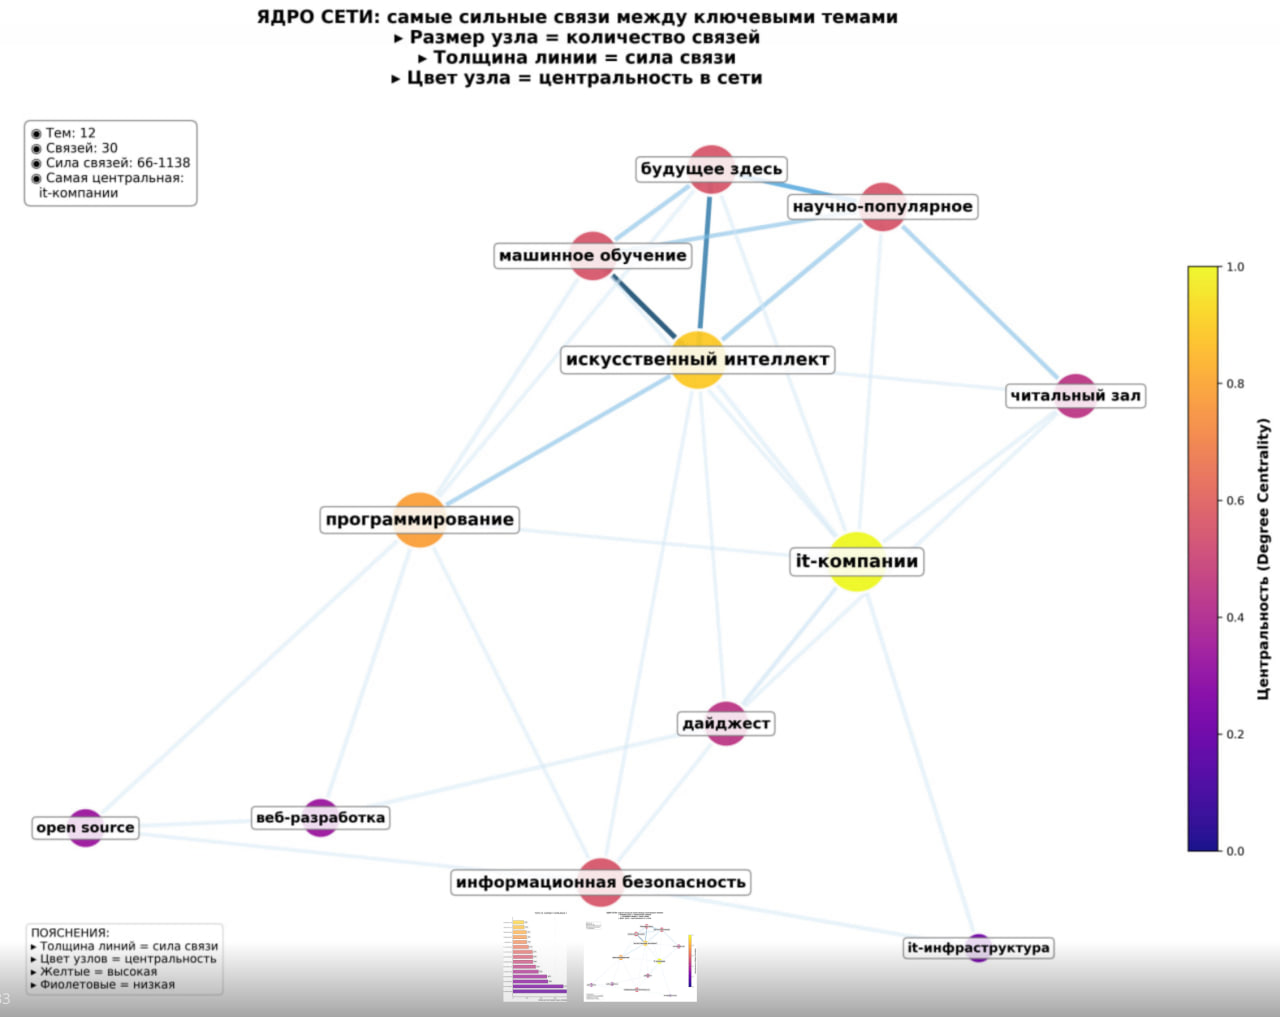 ЯДРО СЕТИ: самые сильные связи между ключевыми темами
▸ Размер узла = количество связей
▸ Толщина линии = сила связи
▸ Цвет узла = центральность в сети
◉ Тем: 12
◉ Связей: 30
◉ Сила связей: 66-1138
◉ Самая центральная:
it-компании
будущее здесь
научно-популярное
машинное обучение
искусственный интеллект
читальный зал
программирование
it-компании
дайджест
веб-разработка
open source
информационная безопасность
it-инфраструктура
1.0
0.8
0.6
0.4
0.2
0.0
Центральность (Degree Centrality)
ПОЯСНЕНИЯ:
▸ Толщина линий = сила связи
▸ Цвет узлов = центральность
▸ Желтые = высокая
▸ Фиолетовые = низкая